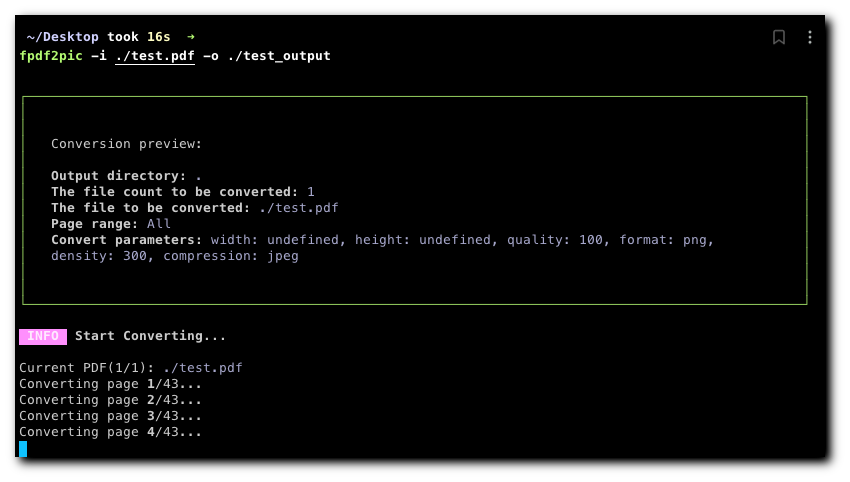 ~/Desktop took 16s →
fpdf2pic -i ./test.pdf -o ./test_output
Conversion preview:
Output directory: .
The file count to be converted: 1
The file to be converted: ./test.pdf
Page range: All
Convert parameters: width: undefined, height: undefined, quality: 100, format: png,
density: 300, compression: jpeg
INFO Start Converting...
Current PDF(1/1): ./test.pdf
Converting page 1/43...
Converting page 2/43...
Converting page 3/43...
Converting page 4/43...